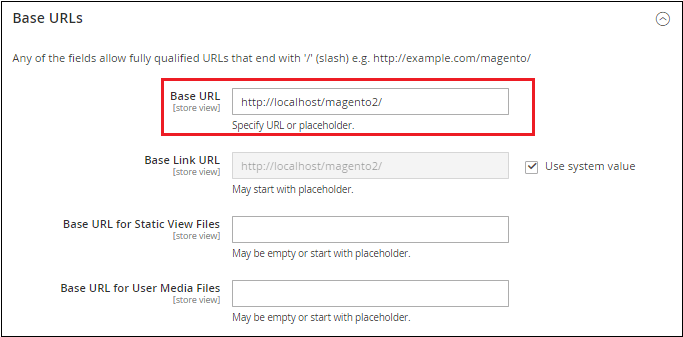 Base URLs
Any of the fields allow fully qualified URLs that end with '/' (slash) e.g. http://example.com/magento/
Base URL
[store view]
http://localhost/magento2/
Specify URL or placeholder.
Base Link URL
[store view]
http://localhost/magento2/
Use system value
May start with placeholder.
Base URL for Static View Files
[store view]
May be empty or start with placeholder.
Base URL for User Media Files
[store view]
May be empty or start with placeholder.